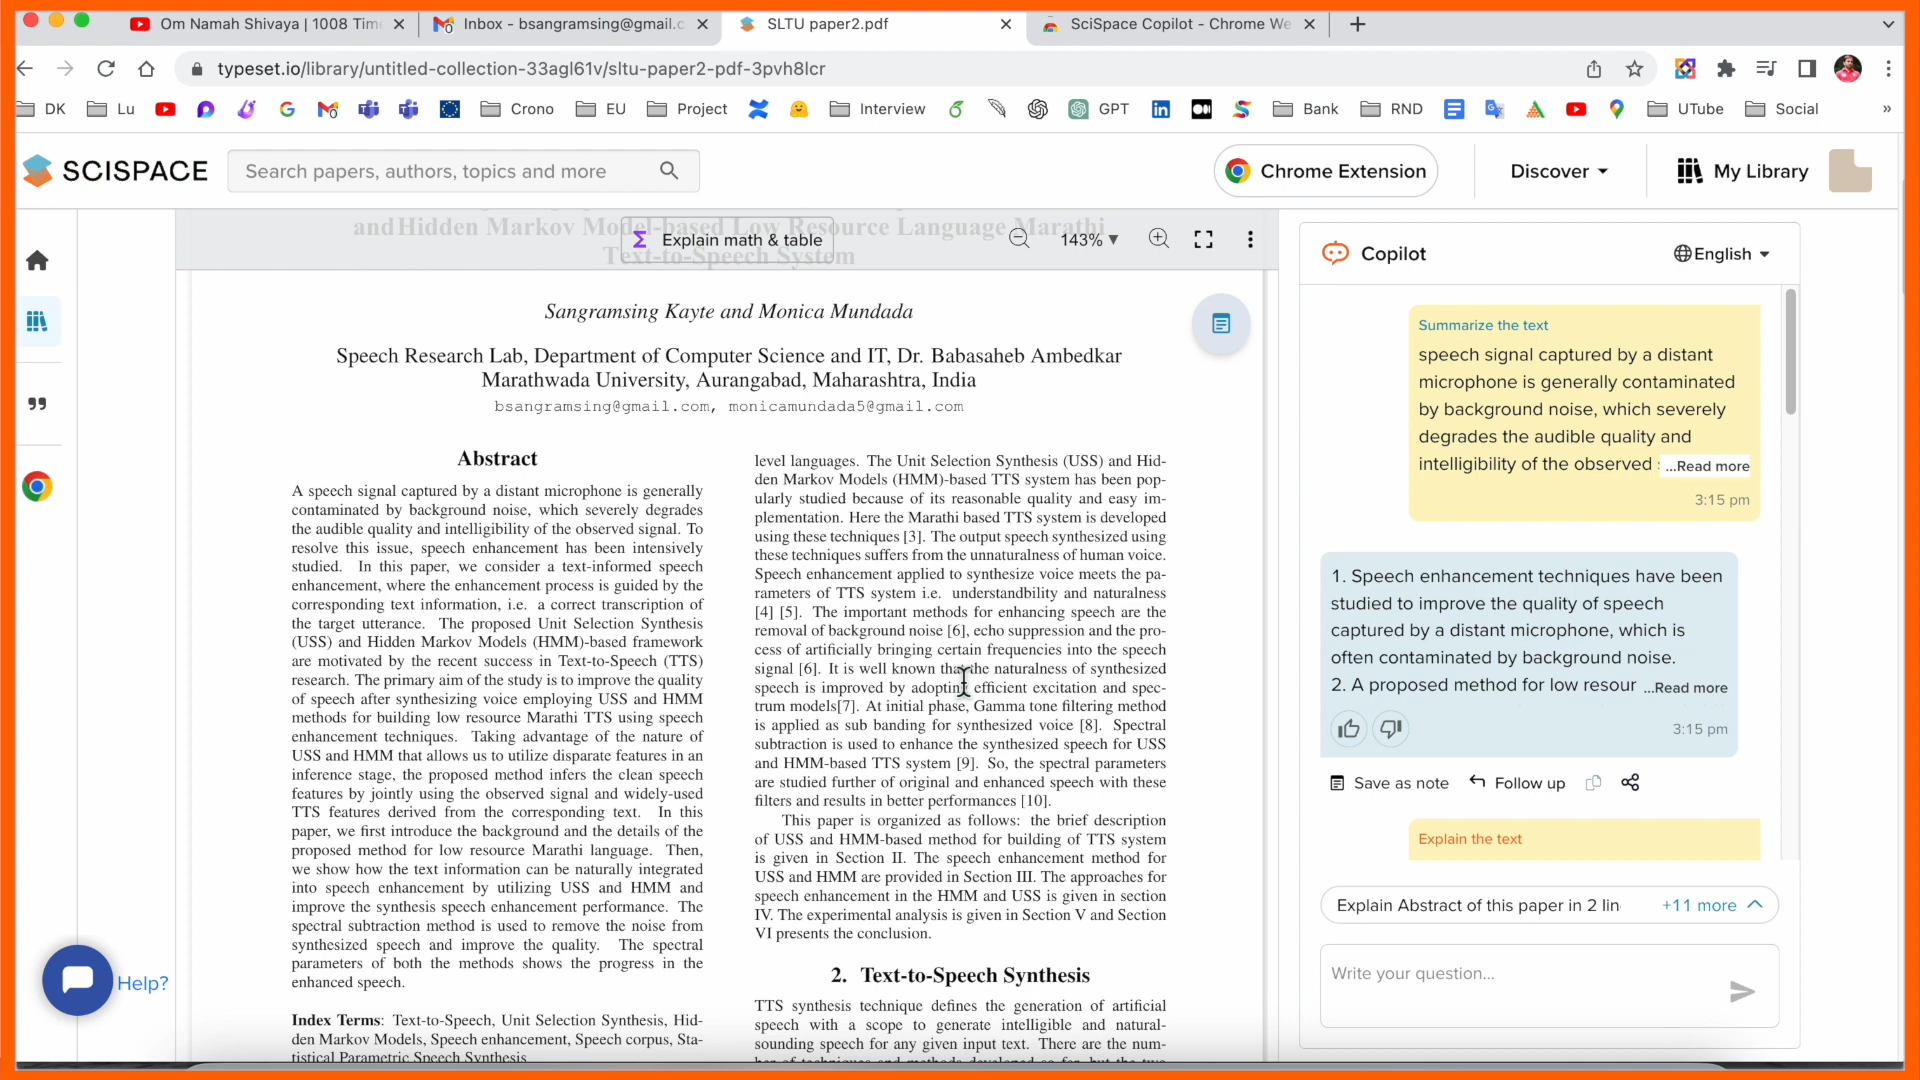 Om Namah Shivaya | 1008 Tim
Inbox - bsangramsing@gmail.c
SLTU paper2.pdf
SciSpace Copilot - Chrome We
typeset.io/library/untitled-collection-33agl61v/sltu-paper2-pdf-3pvh8lcr
DK
Lu
Crono
EU
Project
Interview
GPT
Bank
RND
UTube
Social
SCISPACE
Search papers, authors, topics and more
Chrome Extension
Discover
My Library
and Hidden Markov Model-based Low Resource Language Marathi
Text-to-Speech System
Explain math & table
143%
Sangramsing Kayte and Monica Mundada
Speech Research Lab, Department of Computer Science and IT, Dr. Babasaheb Ambedkar
Marathwada University, Aurangabad, Maharashtra, India
bsangramsing@gmail.com, monicamundada5@gmail.com
Abstract
A speech signal captured by a distant microphone is generally
contaminated by background noise, which severely degrades
the audible quality and intelligibility of the observed signal. To
resolve this issue, speech enhancement has been intensively
studied. In this paper, we consider a text-informed speech
enhancement, where the enhancement process is guided by the
corresponding text information, i.e. a correct transcription of
the target utterance. The proposed Unit Selection Synthesis
(USS) and Hidden Markov Models (HMM)-based framework
are motivated by the recent success in Text-to-Speech (TTS)
research. The primary aim of the study is to improve the quality
of speech after synthesizing voice employing USS and HMM
methods for building low resource Marathi TTS using speech
enhancement techniques. Taking advantage of the nature of
USS and HMM that allows us to utilize disparate features in an
inference stage, the proposed method infers the clean speech
features by jointly using the observed signal and widely-used
TTS features derived from the corresponding text. In this
paper, we first introduce the background and the details of the
proposed method for low resource Marathi language. Then,
we show how the text information can be naturally integrated
into speech enhancement by utilizing USS and HMM and
improve the synthesis speech enhancement performance. The
spectral subtraction method is used to remove the noise from
synthesized speech and improve the quality. The spectral
parameters of both the methods shows the progress in the
enhanced speech.
Index Terms: Text-to-Speech, Unit Selection Synthesis, Hid-
den Markov Models, Speech enhancement, Speech corpus, Sta-
tistical Parametric Speech Synthesis
level languages. The Unit Selection Synthesis (USS) and Hid-
den Markov Models (HMM)-based TTS system has been pop-
ularly studied because of its reasonable quality and easy im-
plementation. Here the Marathi based TTS system is developed
using these techniques [3]. The output speech synthesized using
these techniques suffers from the unnaturalness of human voice.
Speech enhancement applied to synthesize voice meets the pa-
rameters of TTS system i.e. understandbility and naturalness
[4] [5]. The important methods for enhancing speech are the
removal of background noise [6], echo suppression and the pro-
cess of artificially bringing certain frequencies into the speech
signal [6]. It is well known that the naturalness of synthesized
speech is improved by adopting efficient excitation and spec-
trum models[7]. At initial phase, Gamma tone filtering method
is applied as sub banding for synthesized voice [8]. Spectral
subtraction is used to enhance the synthesized speech for USS
and HMM-based TTS system [9]. So, the spectral parameters
are studied further of original and enhanced speech with these
filters and results in better performances [10].
This paper is organized as follows: the brief description
of USS and HMM-based method for building of TTS system
is given in Section II. The speech enhancement method for
USS and HMM are provided in Section III. The approaches for
speech enhancement in the HMM and USS is given in section
IV. The experimental analysis is given in Section V and Section
VI presents the conclusion.
2. Text-to-Speech Synthesis
TTS synthesis technique defines the generation of artificial
speech with a scope to generate intelligible and natural-
sounding speech for any given input text. There are the num-
ber of techniques and methods developed so far, but the two
Copilot
English
Summarize the text
speech signal captured by a distant
microphone is generally contaminated
by background noise, which severely
degrades the audible quality and
intelligibility of the observed ...Read more
3:15 pm
1. Speech enhancement techniques have been
studied to improve the quality of speech
captured by a distant microphone, which is
often contaminated by background noise.
2. A proposed method for low resour ...Read more
3:15 pm
Save as note
Follow up
Explain the text
Explain Abstract of this paper in 2 lin
+11 more
Write your question...
Help?